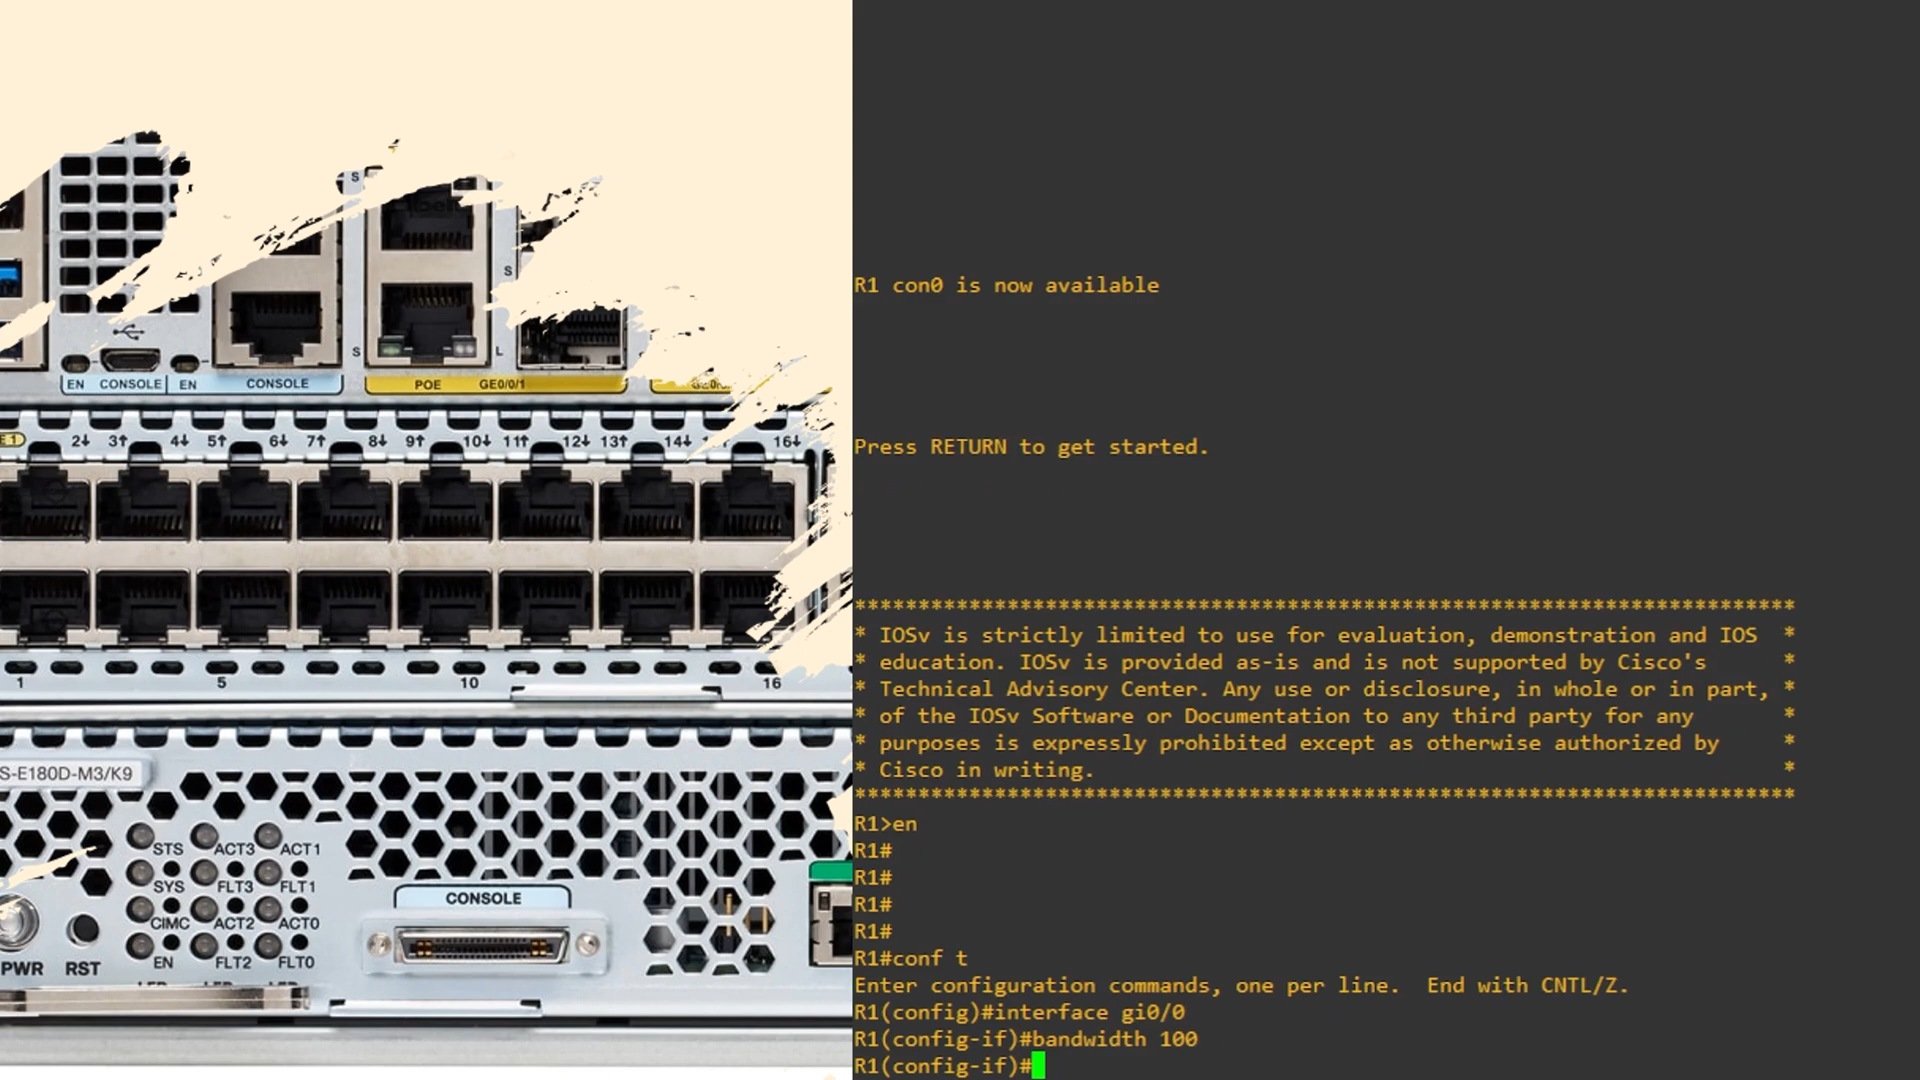 S
S
S
L
EN CONSOLE EN CONSOLE POE GE0/0/1
2↓ 3↑ 4↓ 5↑ 6↓ 7↑ 8↓ 9↑ 10↓ 11↑ 12↓ 13↑ 14↓ 16↓
1 5 10 16
S-E180D-M3/K9
STS ACT3 ACT1
SYS FLT3 FLT1
CIMC ACT2 ACT0
EN FLT2 FLT0
PWR RST
CONSOLE
R1 con0 is now available
Press RETURN to get started.
**************************************************************************
* IOSv is strictly limited to use for evaluation, demonstration and IOS  *
* education. IOSv is provided as-is and is not supported by Cisco's      *
* Technical Advisory Center. Any use or disclosure, in whole or in part, *
* of the IOSv Software or Documentation to any third party for any       *
* purposes is expressly prohibited except as otherwise authorized by     *
* Cisco in writing.                                                      *
**************************************************************************
R1>en
R1#
R1#
R1#
R1#
R1#conf t
Enter configuration commands, one per line.  End with CNTL/Z.
R1(config)#interface gi0/0
R1(config-if)#bandwidth 100
R1(config-if)#